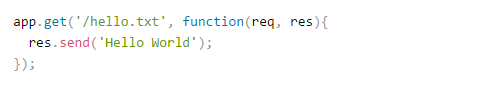 app.get('/hello.txt', function(req, res){
  res.send('Hello World');
});